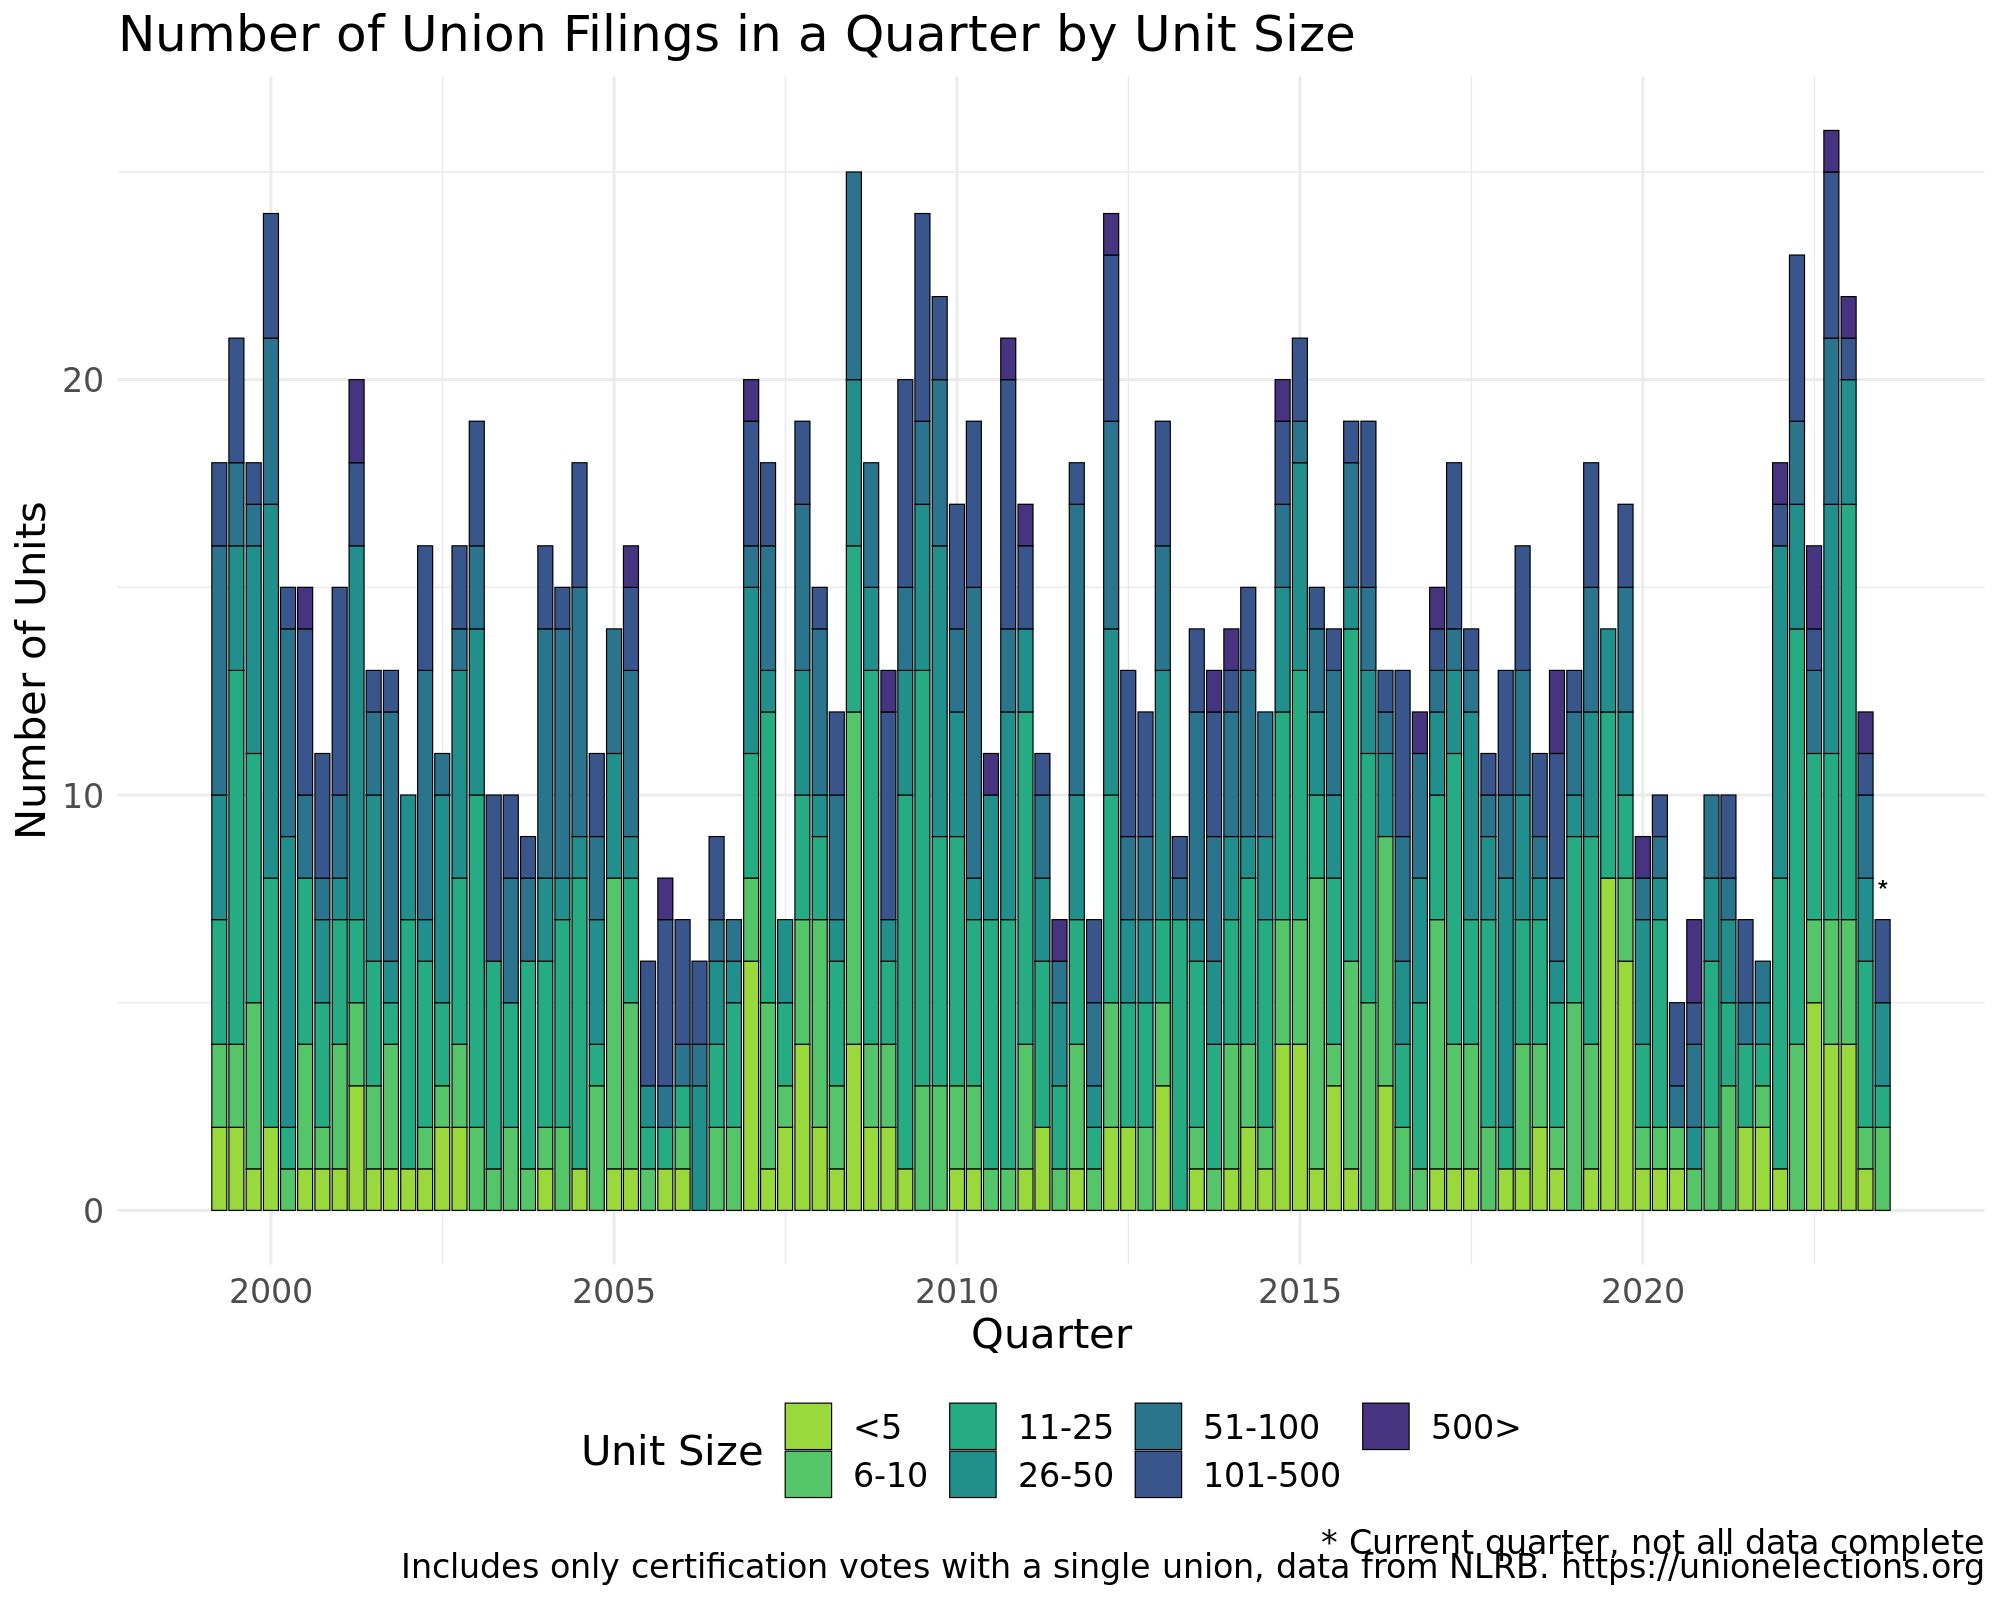 Number of Union Filings in a Quarter by Unit Size
Number of Units
20
10
0
*
2000 2005 2010 2015 2020
Quarter
Unit Size
<5 11-25 51-100 500>
6-10 26-50 101-500
* Current quarter, not all data complete
Includes only certification votes with a single union, data from NLRB. https://unionelections.org